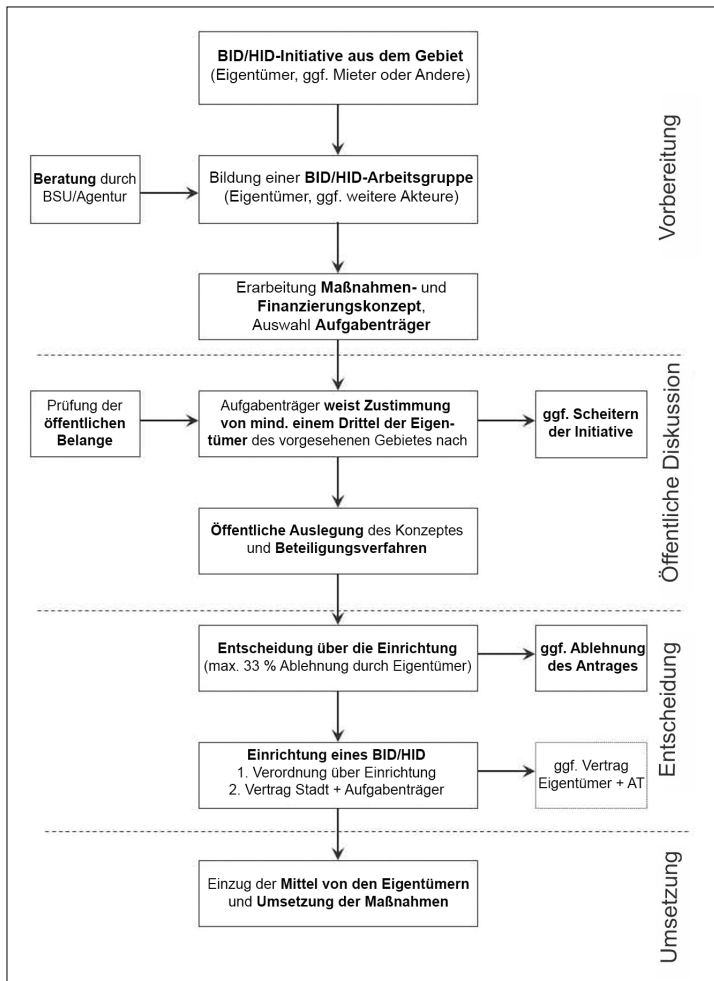 BID/HID-Initiative aus dem Gebiet
(Eigentümer, ggf. Mieter oder Andere)
Vorbereitung
Beratung durch
BSU/Agentur
Bildung einer BID/HID-Arbeitsgruppe
(Eigentümer, ggf. weitere Akteure)
Erarbeitung Maßnahmen- und
Finanzierungskonzept,
Auswahl Aufgabenträger
Öffentliche Diskussion
Prüfung der
öffentlichen
Belange
Aufgabenträger weist Zustimmung
von mind. einem Drittel der Eigen-
tümer des vorgesehenen Gebietes nach
ggf. Scheitern
der Initiative
Öffentliche Auslegung des Konzeptes
und Beteiligungsverfahren
Entscheidung
Entscheidung über die Einrichtung
(max. 33 % Ablehnung durch Eigentümer)
ggf. Ablehnung
des Antrages
Einrichtung eines BID/HID
1. Verordnung über Einrichtung
2. Vertrag Stadt + Aufgabenträger
ggf. Vertrag
Eigentümer + AT
Umsetzung
Einzug der Mittel von den Eigentümern
und Umsetzung der Maßnahmen